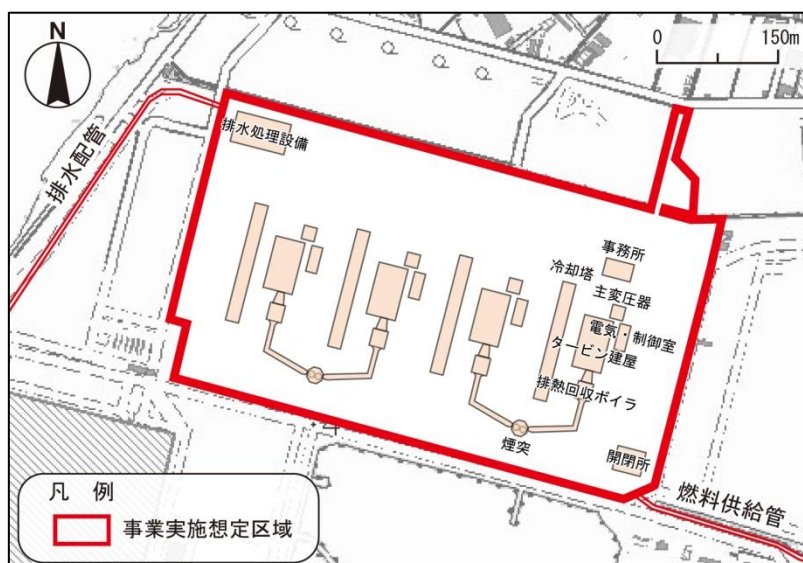 N
0 150m
排水処理設備
排水配管
事務所
冷却塔
主変圧器
電気・制御室
タービン建屋
排熱回収ボイラ
煙突
開閉所
燃料供給管
凡 例
事業実施想定区域